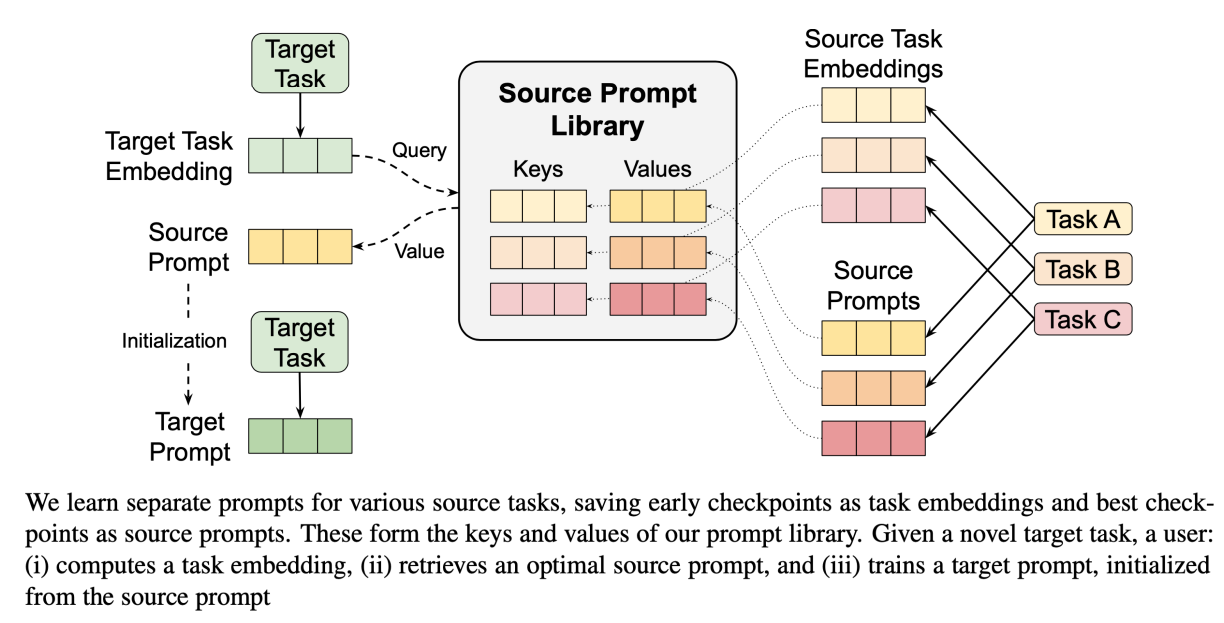 Target
Task
Target Task
Embedding
Query
Source
Prompt
Value
Initialization
Target
Task
Target
Prompt
Source Prompt
Library
Keys
Values
Source Task
Embeddings
Source
Prompts
Task A
Task B
Task C
We learn separate prompts for various source tasks, saving early checkpoints as task embeddings and best check-
points as source prompts. These form the keys and values of our prompt library. Given a novel target task, a user:
(i) computes a task embedding, (ii) retrieves an optimal source prompt, and (iii) trains a target prompt, initialized
from the source prompt